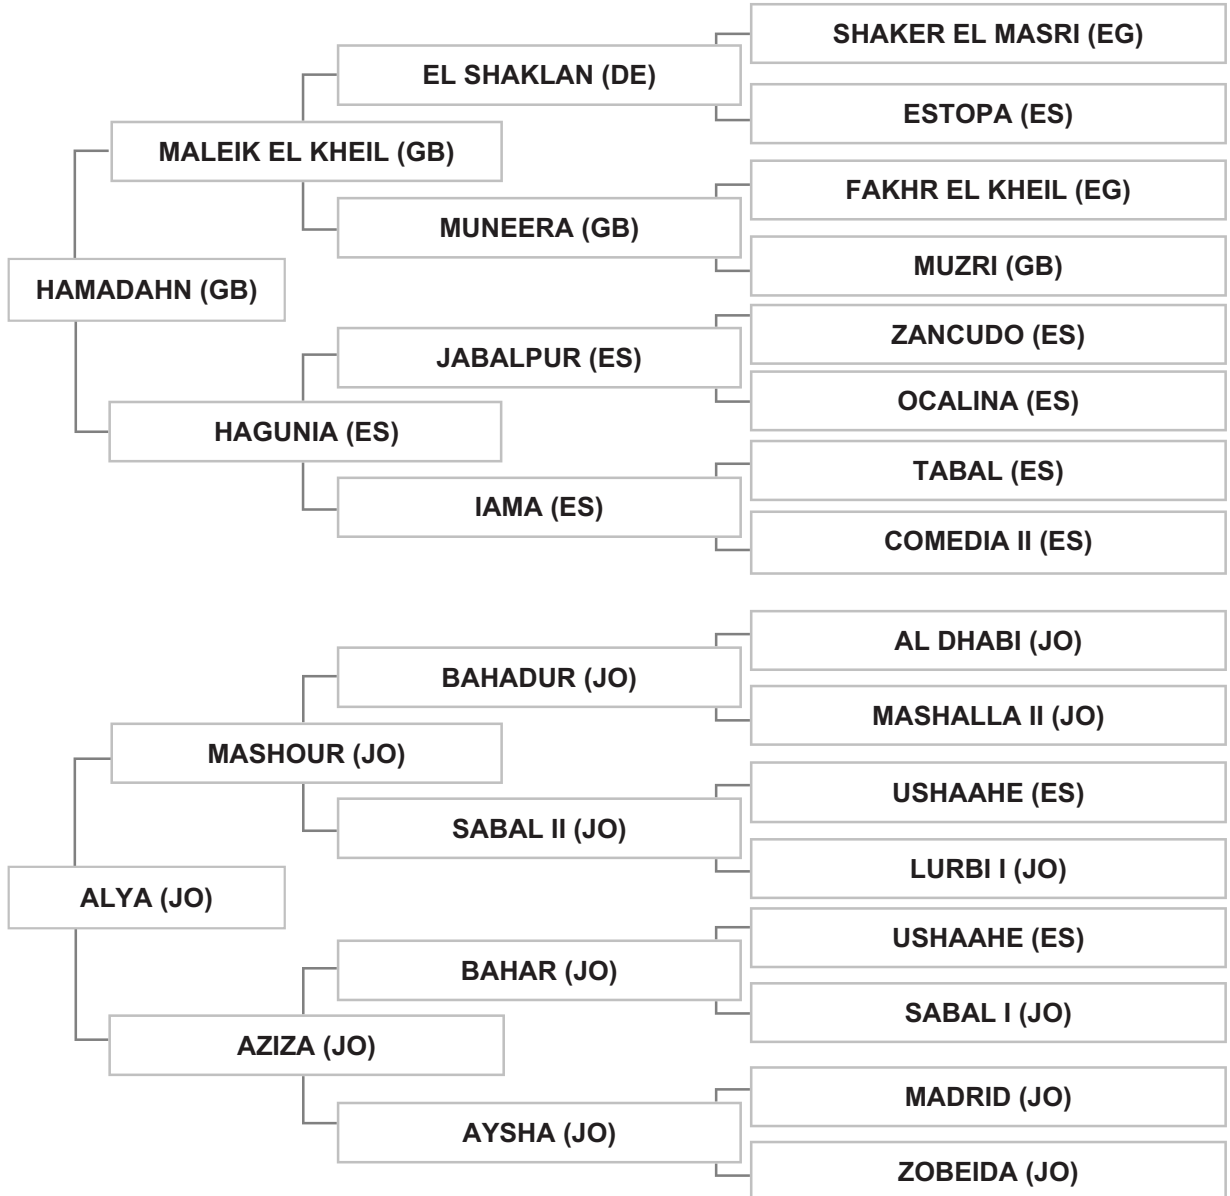 SHAKER EL MASRI (EG)
EL SHAKLAN (DE)
ESTOPA (ES)
MALEIK EL KHEIL (GB)
FAKHR EL KHEIL (EG)
MUNEERA (GB)
MUZRI (GB)
HAMADAHN (GB)
ZANCUDO (ES)
JABALPUR (ES)
OCALINA (ES)
HAGUNIA (ES)
TABAL (ES)
IAMA (ES)
COMEDIA II (ES)
AL DHABI (JO)
BAHADUR (JO)
MASHALLA II (JO)
MASHOUR (JO)
USHAAHE (ES)
SABAL II (JO)
LURBI I (JO)
ALYA (JO)
USHAAHE (ES)
BAHAR (JO)
SABAL I (JO)
AZIZA (JO)
MADRID (JO)
AYSHA (JO)
ZOBEIDA (JO)